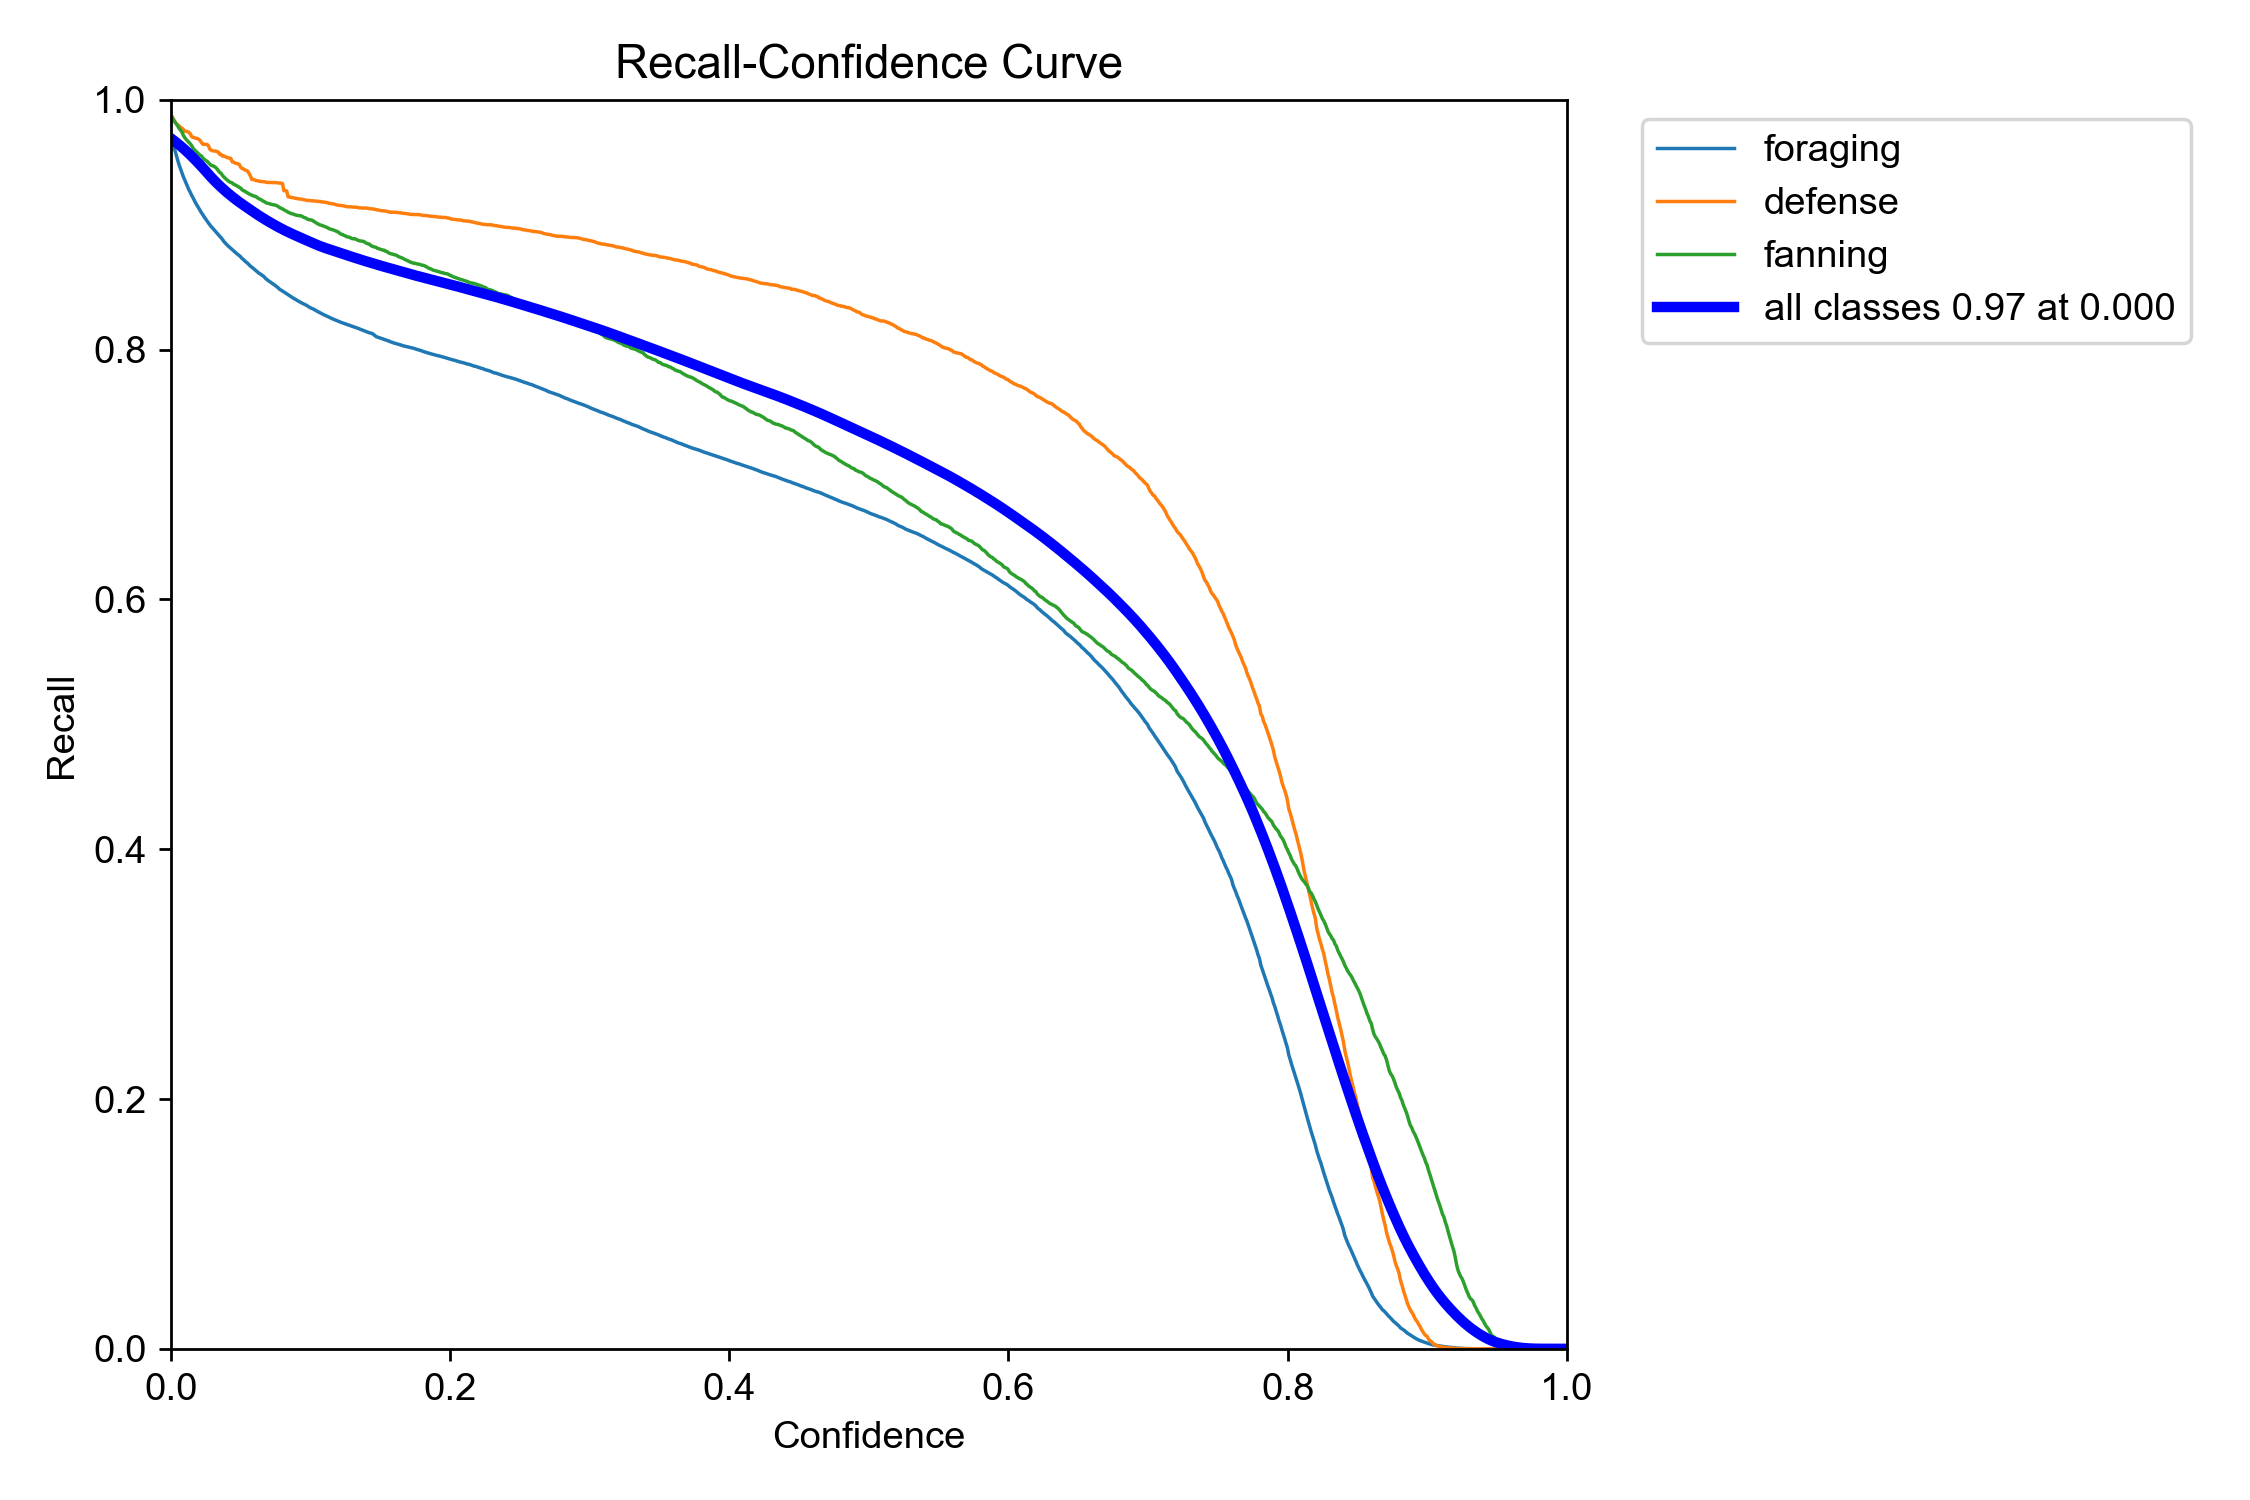 Recall-Confidence Curve
1.0
0.8
0.6
0.4
0.2
0.0
Recall
0.0 0.2 0.4 0.6 0.8 1.0
Confidence
foraging
defense
fanning
all classes 0.97 at 0.000